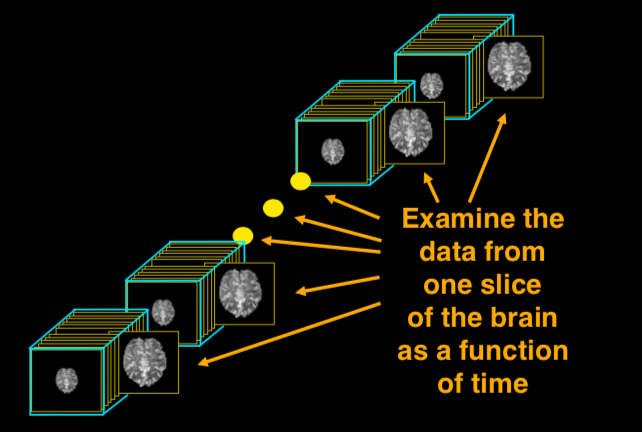 Examine the
data from
one slice
of the brain
as a function
of time